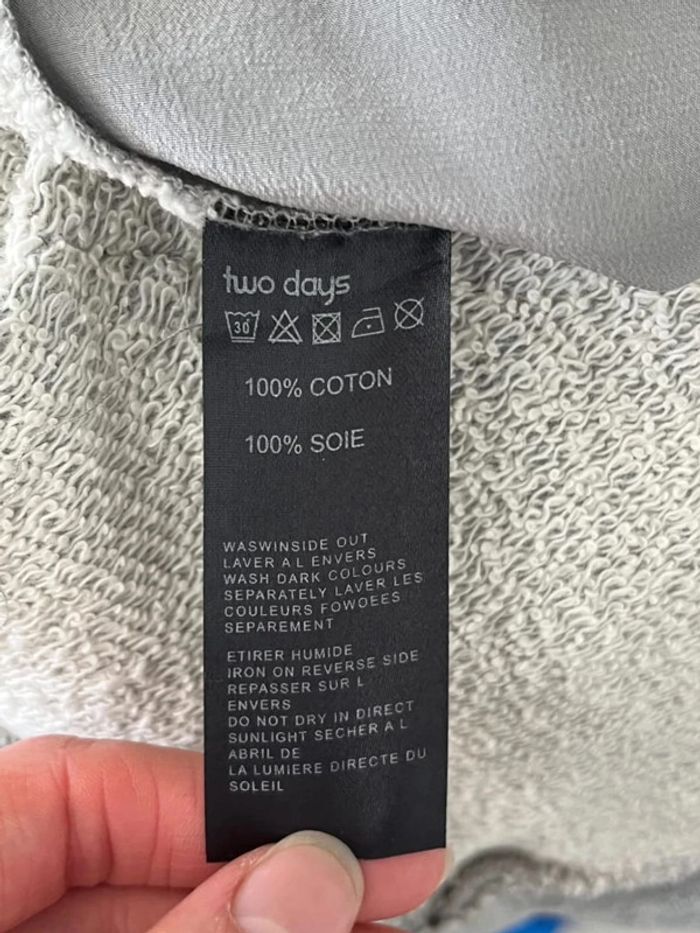 two days
30
100% COTON
100% SOIE
WASWINSIDE OUT
LAVER A L ENVERS
WASH DARK COLOURS
SEPARATELY LAVER LES
COULEURS FOWOEES
SEPAREMENT
ETIRER HUMIDE
IRON ON REVERSE SIDE
REPASSER SUR L
ENVERS
DO NOT DRY IN DIRECT
SUNLIGHT SECHER A L
ABRIL DE
LA LUMIERE DIRECTE DU
SOLEIL